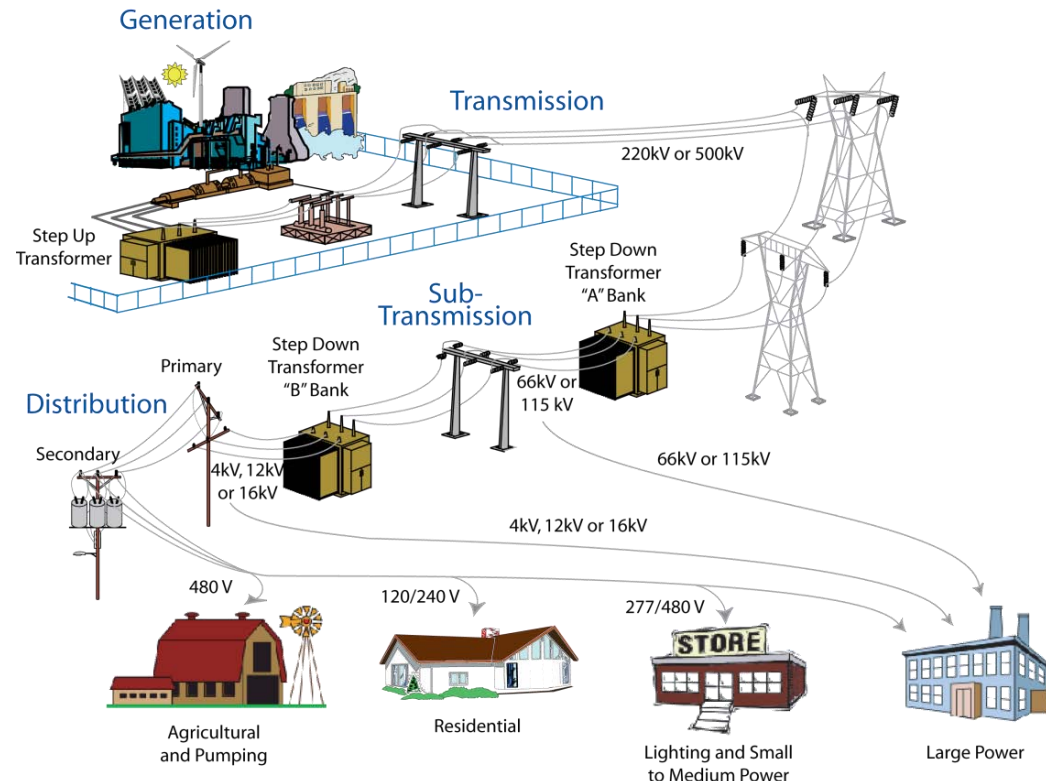 Generation
Transmission
220kV or 500kV
Step Up
Transformer
Step Down
Transformer
“A” Bank
Sub-
Transmission
Step Down
Transformer
“B” Bank
66kV or
115 kV
Primary
Distribution
Secondary
4kV, 12kV
or 16kV
66kV or 115kV
4kV, 12kV or 16kV
480 V
120/240 V
277/480 V
STORE
Agricultural
and Pumping
Residential
Lighting and Small
to Medium Power
Large Power